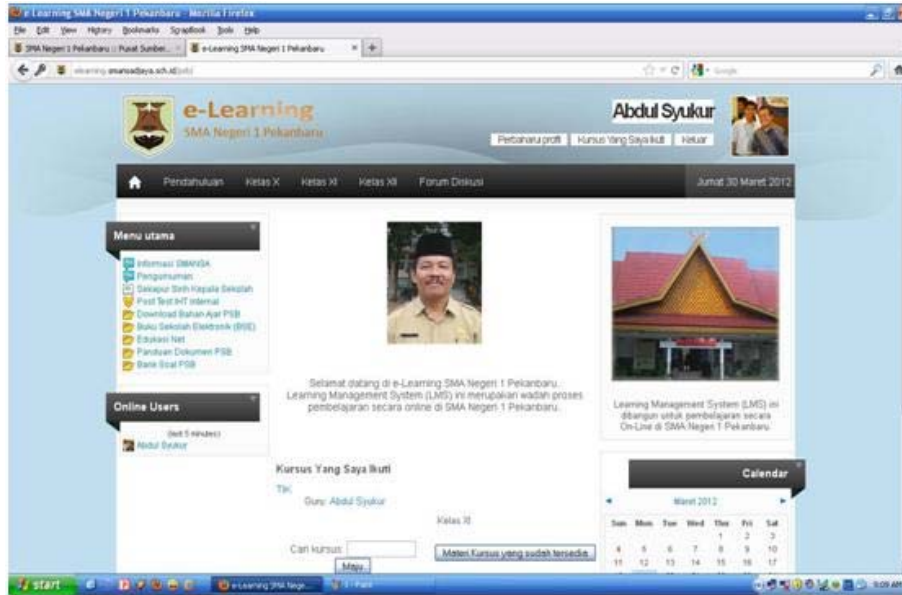 e-Learning SMA Negeri 1 Pekanbaru - Mozilla Firefox
File Edit View History Bookmarks ScrapBook Tools Help
SMA Negeri 1 Pekanbaru :: Pusat Sumber...
e-Learning SMA Negeri 1 Pekanbaru
Google
e-Learning
SMA Negeri 1 Pekanbaru
Abdul Syukur
Perbaharui profil
Kursus Yang Saya Ikuti
Keluar
Pendahuluan Kelas X Kelas XI Kelas XII Forum Diskusi
Jumat 30 Maret 2012
Menu utama
Informasi SMANSA
Pengumuman
Sekapur Sirih Kepala Sekolah
Post Test IHT Internal
Download Bahan Ajar PSB
Buku Sekolah Elektronik (BSE)
Edukasi Net
Panduan Dokumen PSB
Bank Soal PSB
Online Users
(last 5 minutes)
Abdul Syukur
Selamat datang di e-Learning SMA Negeri 1 Pekanbaru.
Learning Management System (LMS) ini merupakan wadah proses
pembelajaran secara online di SMA Negeri 1 Pekanbaru.
Kursus Yang Saya Ikuti
TIK
Guru: Abdul Syukur
Kelas XI
Cari kursus:
Maju
Materi Kursus yang sudah tersedia
Learning Management System (LMS) ini
dibangun untuk pembelajaran secara
On-Line di SMA Negeri 1 Pekanbaru
Calendar
Maret 2012
Sun Mon Tue Wed Thu Fri Sat
1 2 3
4 5 6 7 8 9 10
11 12 13 14 15 16 17
start
e-Learning SMA Nege...
1 - Paint
9:09 AM